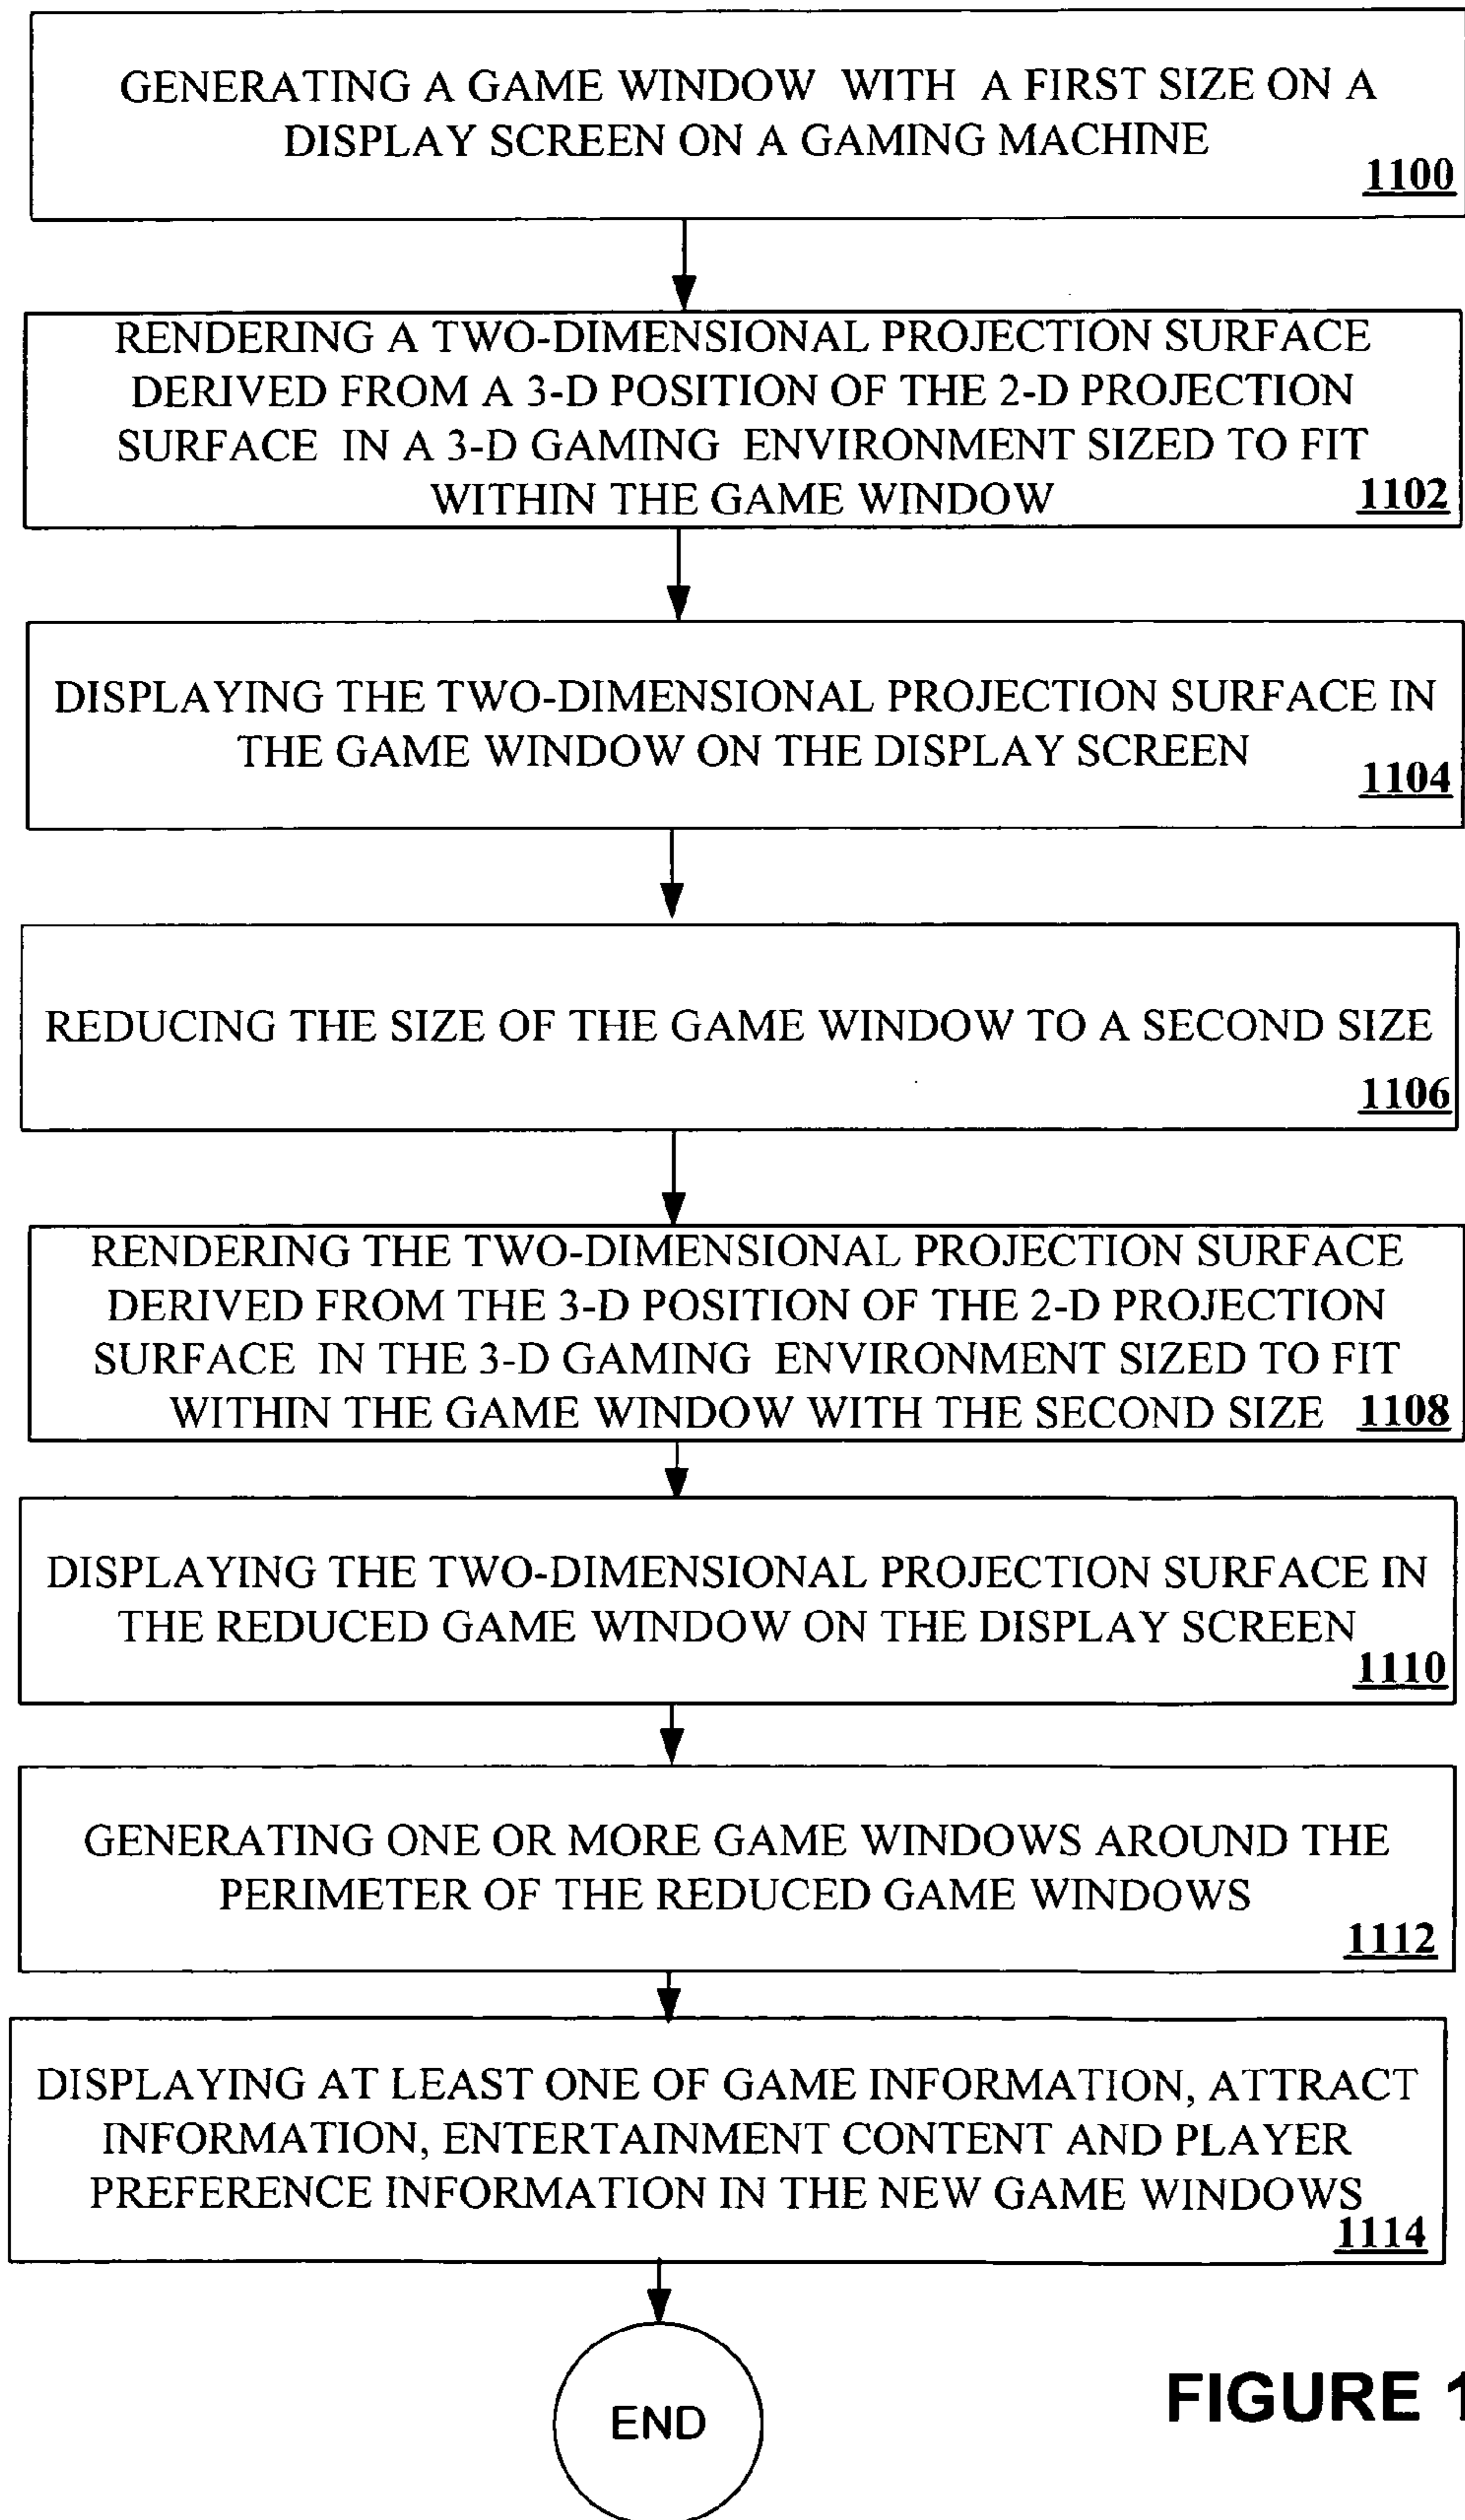 GENERATING A GAME WINDOW WITH A FIRST SIZE ON A
DISPLAY SCREEN ON A GAMING MACHINE
1100
RENDERING A TWO-DIMENSIONAL PROJECTION SURFACE
DERIVED FROM A 3-D POSITION OF THE 2-D PROJECTION
SURFACE IN A 3-D GAMING ENVIRONMENT SIZED TO FIT
WITHIN THE GAME WINDOW 1102
DISPLAYING THE TWO-DIMENSIONAL PROJECTION SURFACE IN
THE GAME WINDOW ON THE DISPLAY SCREEN
1104
REDUCING THE SIZE OF THE GAME WINDOW TO A SECOND SIZE
1106
RENDERING THE TWO-DIMENSIONAL PROJECTION SURFACE
DERIVED FROM THE 3-D POSITION OF THE 2-D PROJECTION
SURFACE IN THE 3-D GAMING ENVIRONMENT SIZED TO FIT
WITHIN THE GAME WINDOW WITH THE SECOND SIZE 1108
DISPLAYING THE TWO-DIMENSIONAL PROJECTION SURFACE IN
THE REDUCED GAME WINDOW ON THE DISPLAY SCREEN
1110
GENERATING ONE OR MORE GAME WINDOWS AROUND THE
PERIMETER OF THE REDUCED GAME WINDOWS
1112
DISPLAYING AT LEAST ONE OF GAME INFORMATION, ATTRACT
INFORMATION, ENTERTAINMENT CONTENT AND PLAYER
PREFERENCE INFORMATION IN THE NEW GAME WINDOWS
1114
END
FIGURE 1